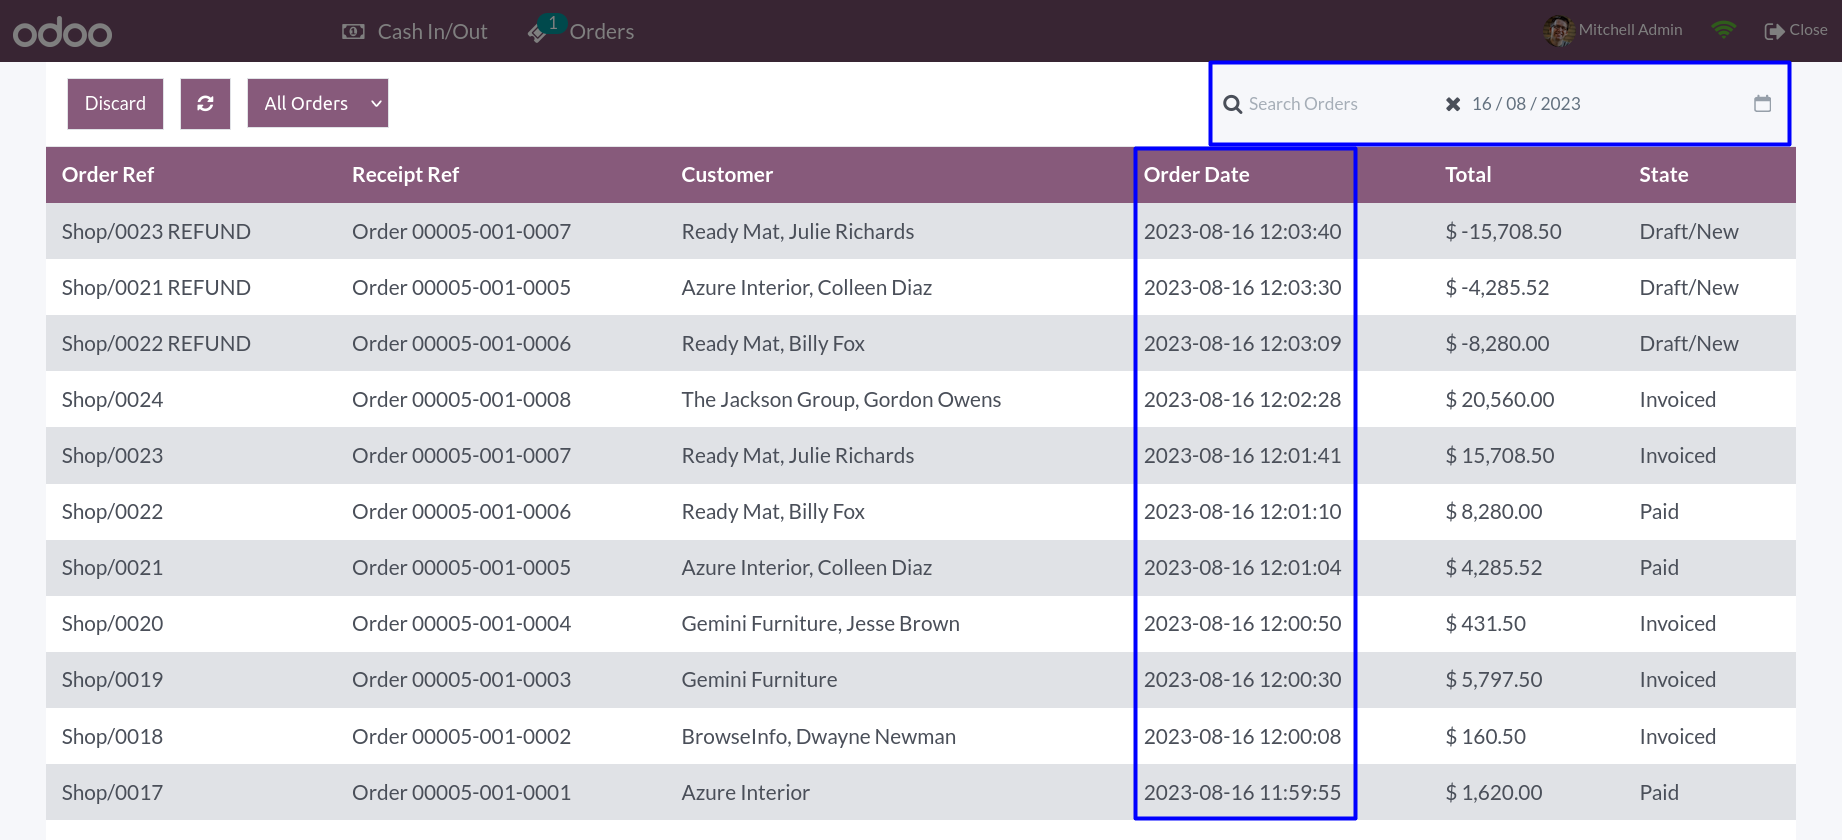 odoo Cash In/Out 1 Orders Mitchell Admin Close
Discard All Orders Search Orders 16 / 08 / 2023
Order Ref Receipt Ref Customer Order Date Total State
Shop/0023 REFUND Order 00005-001-0007 Ready Mat, Julie Richards 2023-08-16 12:03:40 $ -15,708.50 Draft/New
Shop/0021 REFUND Order 00005-001-0005 Azure Interior, Colleen Diaz 2023-08-16 12:03:30 $ -4,285.52 Draft/New
Shop/0022 REFUND Order 00005-001-0006 Ready Mat, Billy Fox 2023-08-16 12:03:09 $ -8,280.00 Draft/New
Shop/0024 Order 00005-001-0008 The Jackson Group, Gordon Owens 2023-08-16 12:02:28 $ 20,560.00 Invoiced
Shop/0023 Order 00005-001-0007 Ready Mat, Julie Richards 2023-08-16 12:01:41 $ 15,708.50 Invoiced
Shop/0022 Order 00005-001-0006 Ready Mat, Billy Fox 2023-08-16 12:01:10 $ 8,280.00 Paid
Shop/0021 Order 00005-001-0005 Azure Interior, Colleen Diaz 2023-08-16 12:01:04 $ 4,285.52 Paid
Shop/0020 Order 00005-001-0004 Gemini Furniture, Jesse Brown 2023-08-16 12:00:50 $ 431.50 Invoiced
Shop/0019 Order 00005-001-0003 Gemini Furniture 2023-08-16 12:00:30 $ 5,797.50 Invoiced
Shop/0018 Order 00005-001-0002 BrowseInfo, Dwayne Newman 2023-08-16 12:00:08 $ 160.50 Invoiced
Shop/0017 Order 00005-001-0001 Azure Interior 2023-08-16 11:59:55 $ 1,620.00 Paid